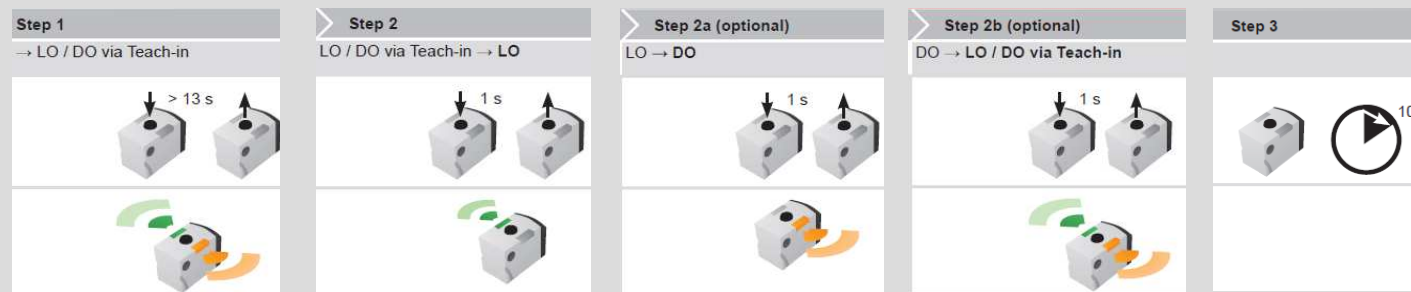 Step 1
→ LO / DO via Teach-in
> 13 s
Step 2
LO / DO via Teach-in → LO
1 s
Step 2a (optional)
LO → DO
1 s
Step 2b (optional)
DO → LO / DO via Teach-in
1 s
Step 3
10